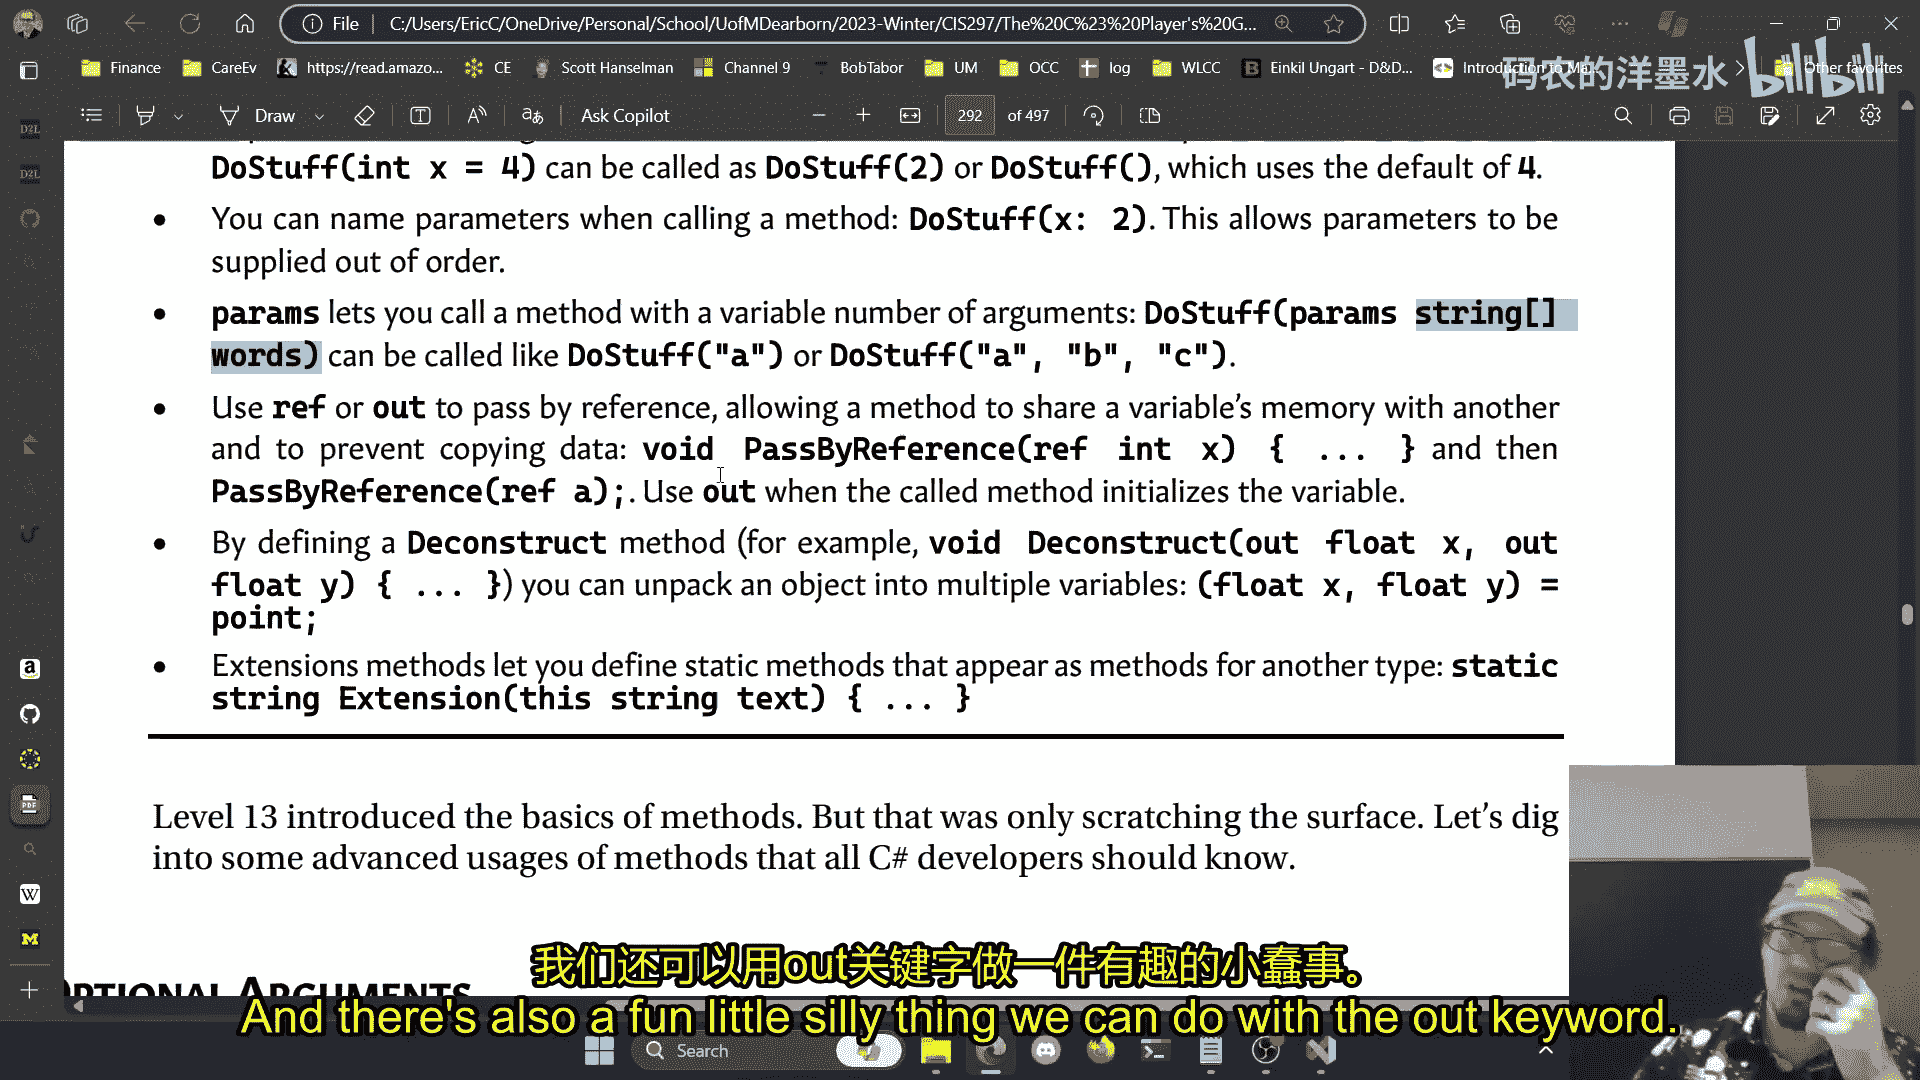 File
C:/Users/EricC/OneDrive/Personal/School/UofMDearborn/2023-Winter/CIS297/The%20C%23%20Player's%20G...
Finance
CareEv
https://read.amazo...
CE
Scott Hanselman
Channel 9
BobTabor
UM
OCC
log
WLCC
Einkil Ungart - D&D...
Introduction to Ma...
Other favorites
码农的洋墨水
bilibili
Draw
Ask Copilot
292 of 497
DoStuff(int x = 4) can be called as DoStuff(2) or DoStuff(), which uses the default of 4.
• You can name parameters when calling a method: DoStuff(x: 2). This allows parameters to be
supplied out of order.
• params lets you call a method with a variable number of arguments: DoStuff(params string[]
words) can be called like DoStuff("a") or DoStuff("a", "b", "c").
• Use ref or out to pass by reference, allowing a method to share a variable's memory with another
and to prevent copying data: void PassByReference(ref int x) { ... } and then
PassByReference(ref a);. Use out when the called method initializes the variable.
• By defining a Deconstruct method (for example, void Deconstruct(out float x, out
float y) { ... }) you can unpack an object into multiple variables: (float x, float y) =
point;
• Extensions methods let you define static methods that appear as methods for another type: static
string Extension(this string text) { ... }
Level 13 introduced the basics of methods. But that was only scratching the surface. Let's dig
into some advanced usages of methods that all C# developers should know.
OPTIONAL ARGUMENTS
我们还可以用out关键字做一件有趣的小蠢事。
And there's also a fun little silly thing we can do with the out keyword.
Search
D2L
D2L
PDF